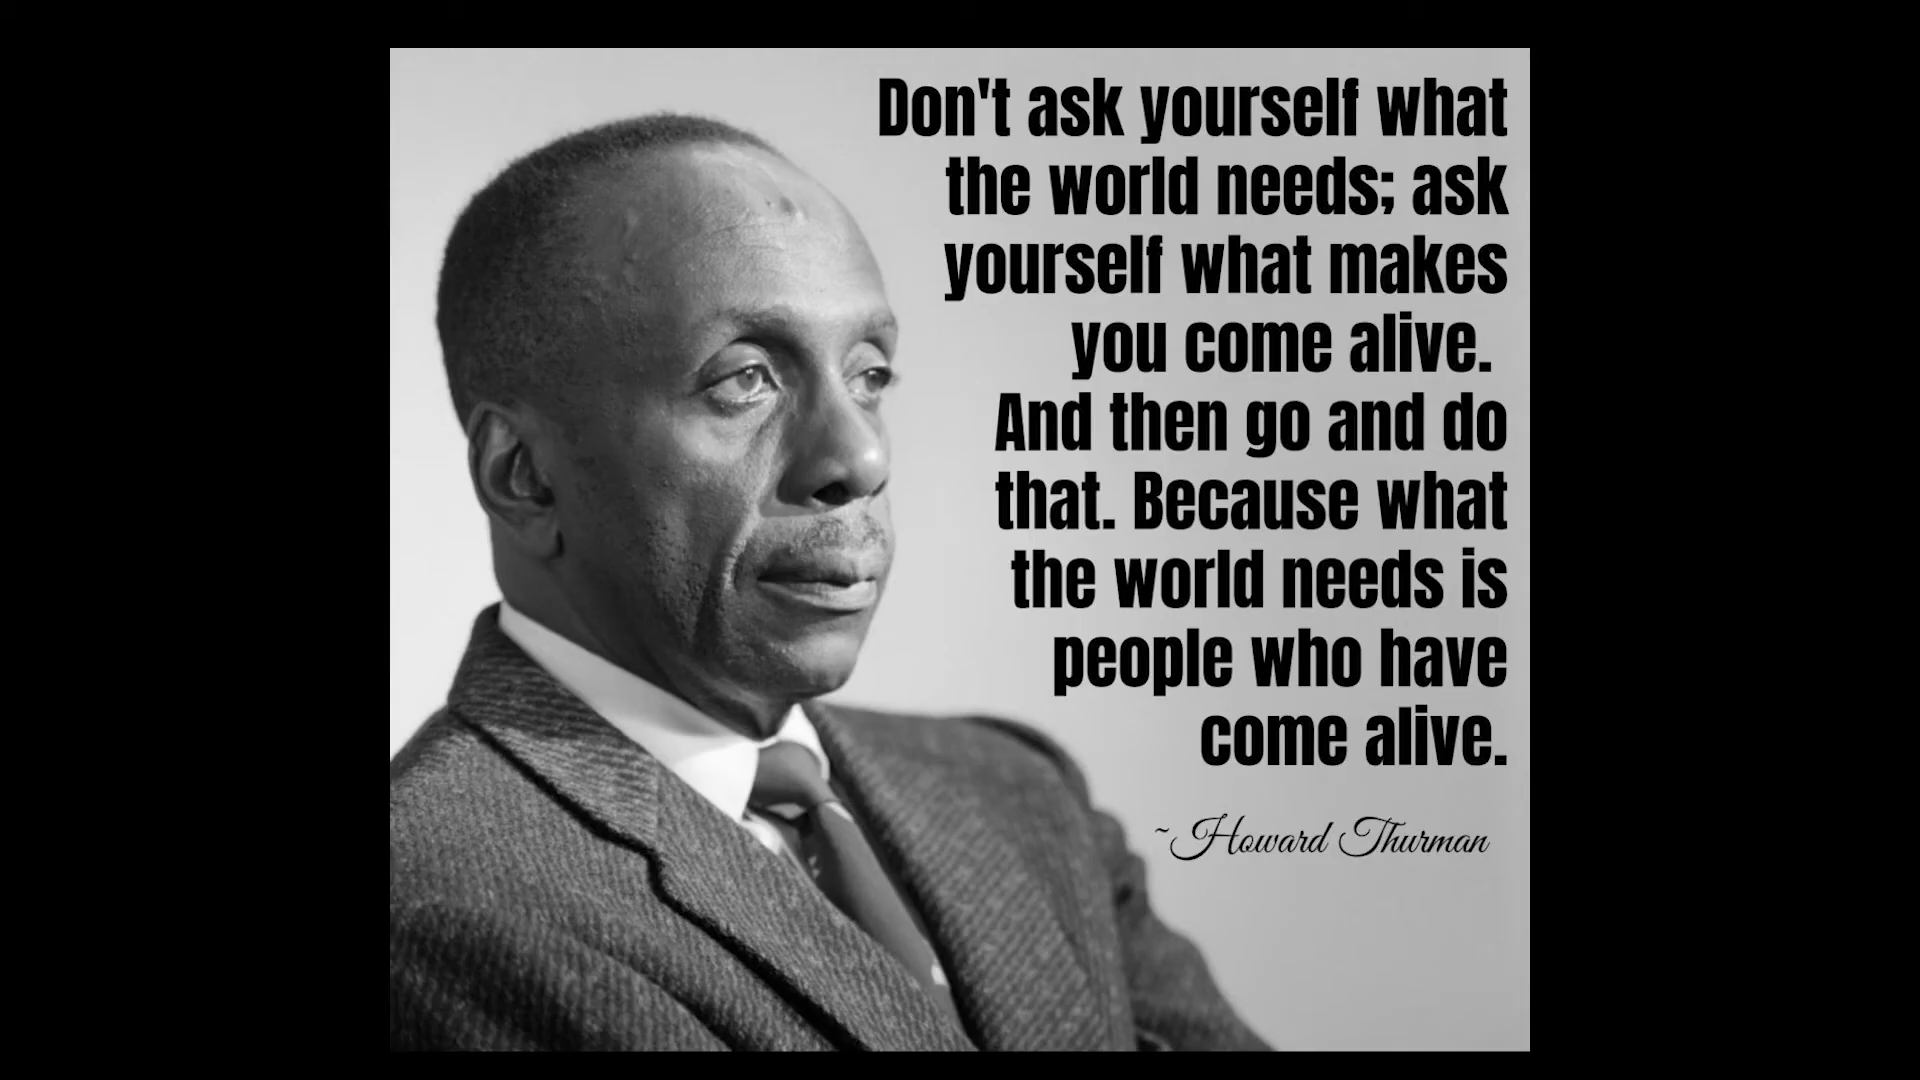 Don't ask yourself what
the world needs; ask
yourself what makes
you come alive.
And then go and do
that. Because what
the world needs is
people who have
come alive.
~Howard Thurman